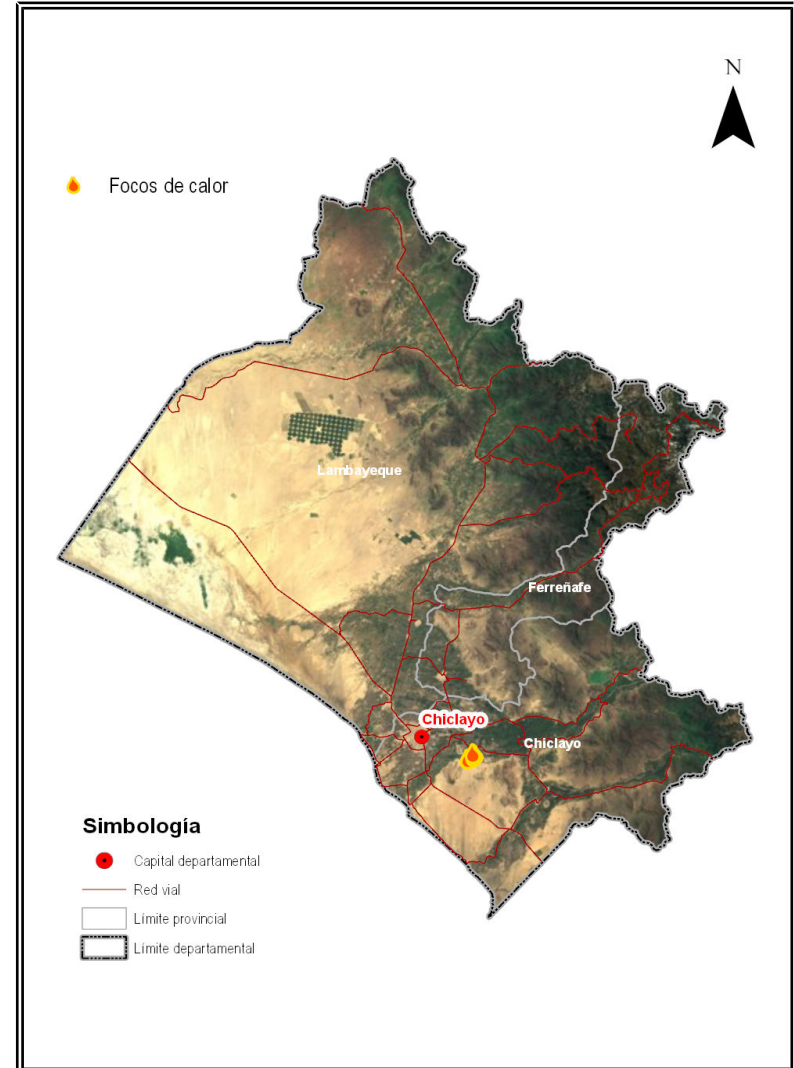 N
Focos de calor
Lambayeque
Ferreñafe
Chiclayo
Chiclayo
Simbología
Capital departamental
Red vial
Límite provincial
Límite departamental